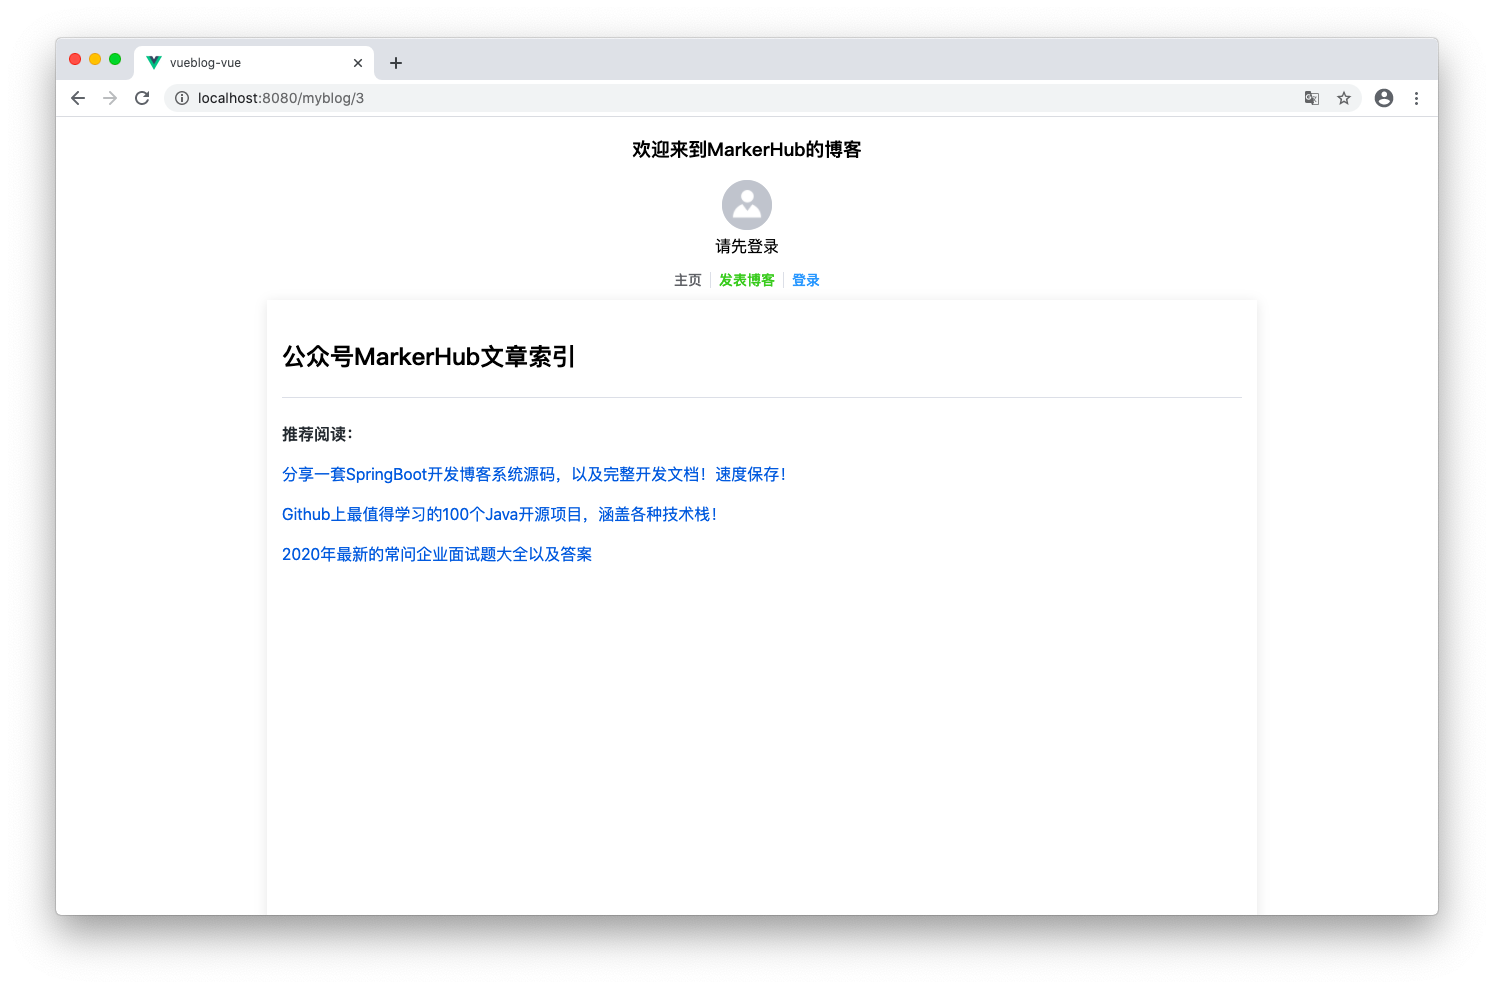 vueblog-vue
localhost:8080/myblog/3
欢迎来到MarkerHub的博客
请先登录
主页 发表博客 登录
公众号MarkerHub文章索引
推荐阅读：
分享一套SpringBoot开发博客系统源码，以及完整开发文档！速度保存！
Github上最值得学习的100个Java开源项目，涵盖各种技术栈！
2020年最新的常问企业面试题大全以及答案